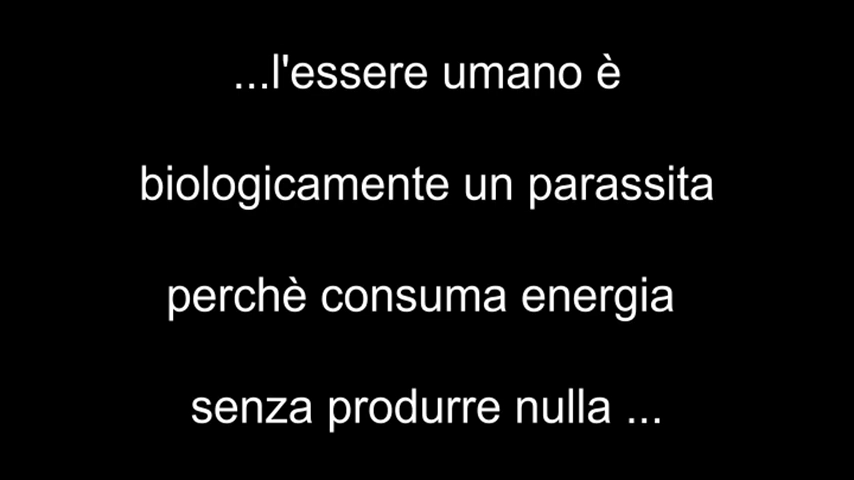 ...l'essere umano è
biologicamente un parassita
perchè consuma energia
senza produrre nulla ...